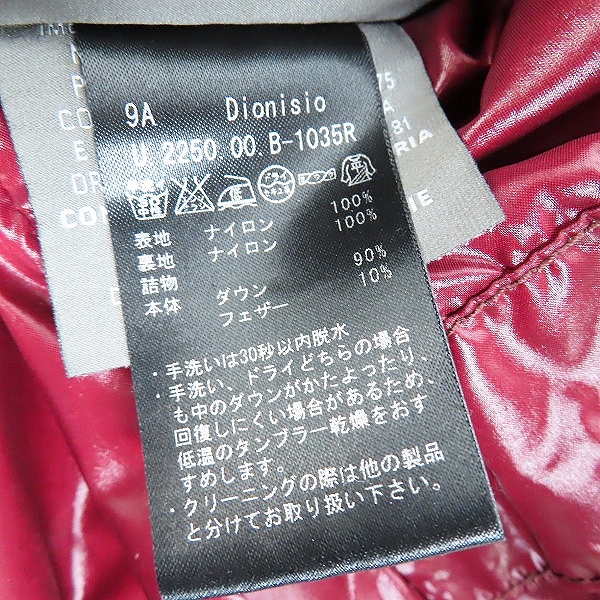 9A Dionisio
U 2250 00 B-1035R
表地 ナイロン 100%
裏地 ナイロン 100%
詰物
本体 ダウン 90%
フェザー 10%
・手洗いは30秒以内脱水
・手洗い、ドライどちらの場合
も中のダウンがかたよったり、
回復しにくい場合があるため、
低温のタンブラー乾燥をおす
すめします。
・クリーニングの際は他の製品
と分けてお取り扱い下さい。
75
81